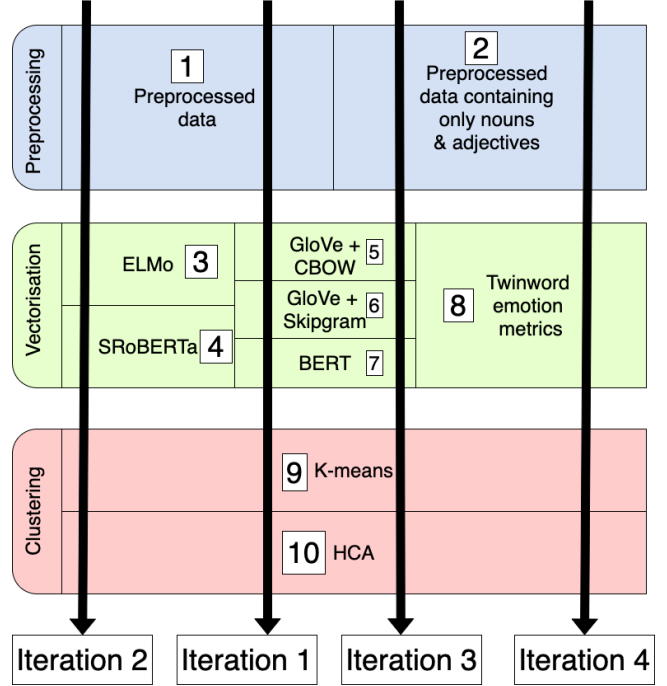 Preprocessing
1
Preprocessed
data
2
Preprocessed
data containing
only nouns
& adjectives
Vectorisation
ELMo 3
SRoBERTa 4
GloVe +
CBOW
5
GloVe +
Skipgram
6
BERT 7
8
Twinword
emotion
metrics
Clustering
9 K-means
10 HCA
Iteration 2
Iteration 1
Iteration 3
Iteration 4